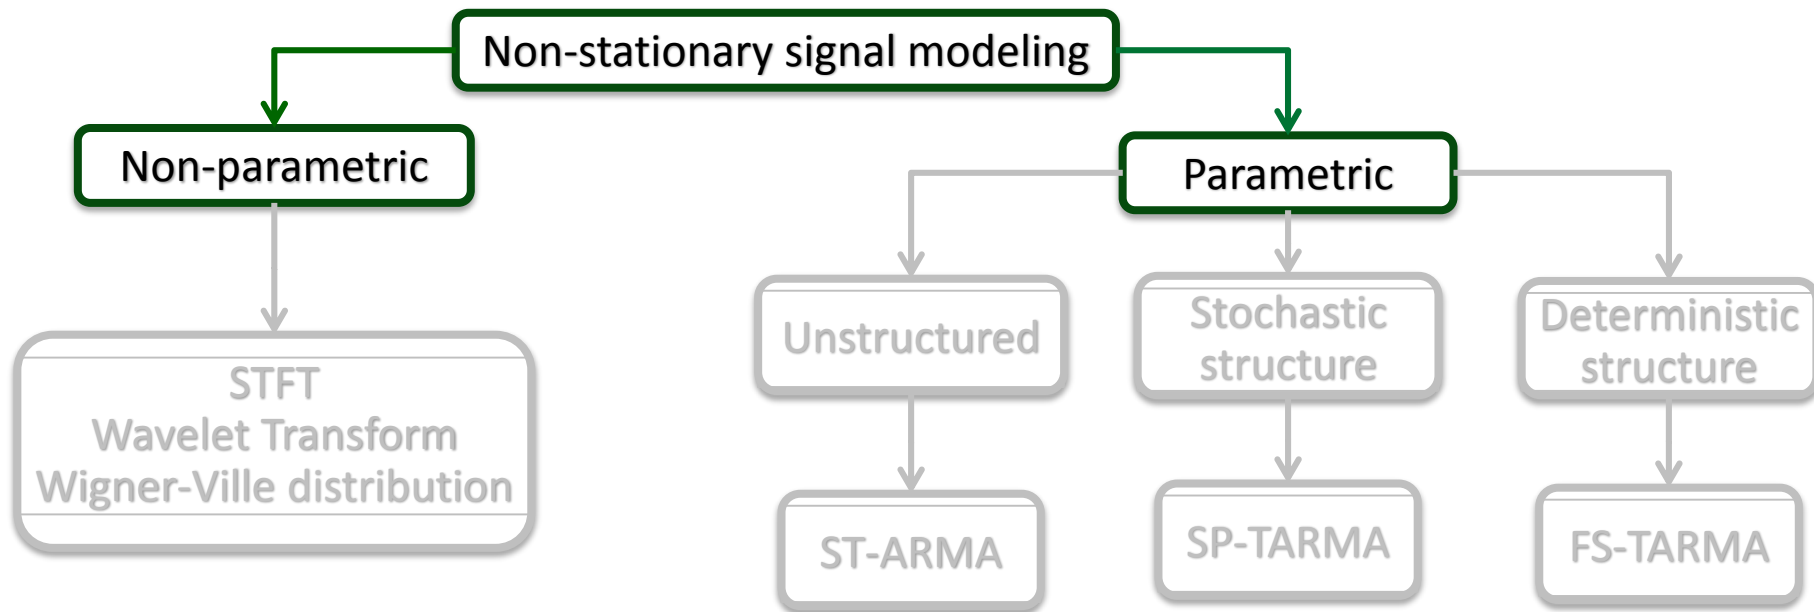 Non-stationary signal modeling
Non-parametric
Parametric
Unstructured
Stochastic
structure
Deterministic
structure
STFT
Wavelet Transform
Wigner-Ville distribution
ST-ARMA
SP-TARMA
FS-TARMA